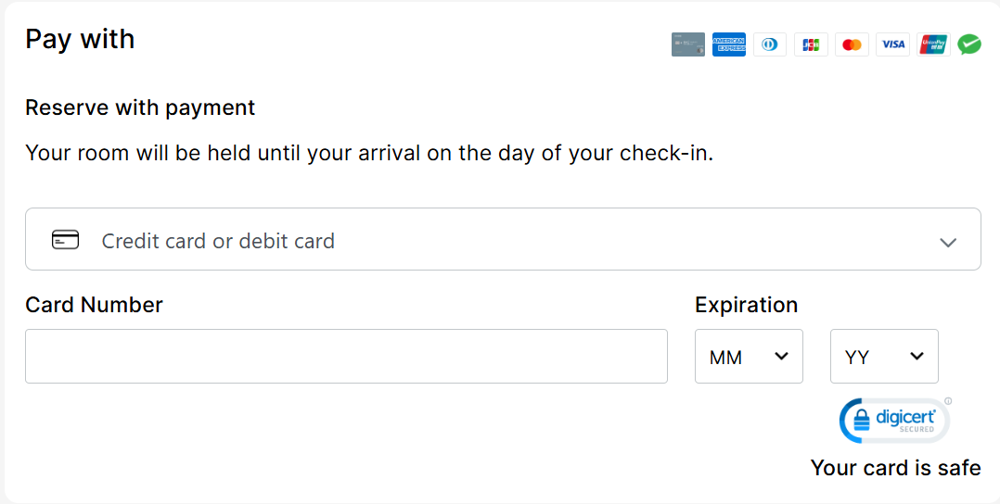 Pay with
AMERICAN EXPRESS
JCB
VISA
UnionPay
Reserve with payment
Your room will be held until your arrival on the day of your check-in.
Credit card or debit card
Card Number
Expiration
MM
YY
digicert
SECURED
Your card is safe